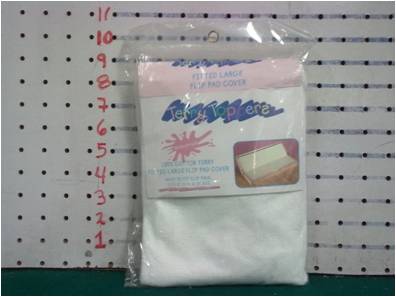 11
10
9
8
7
6
5
4
3
2
1
FITTED LARGE
FLIP PAD COVER
Terry Toppers
100% COTTON TERRY
FITTED LARGE FLIP PAD COVER